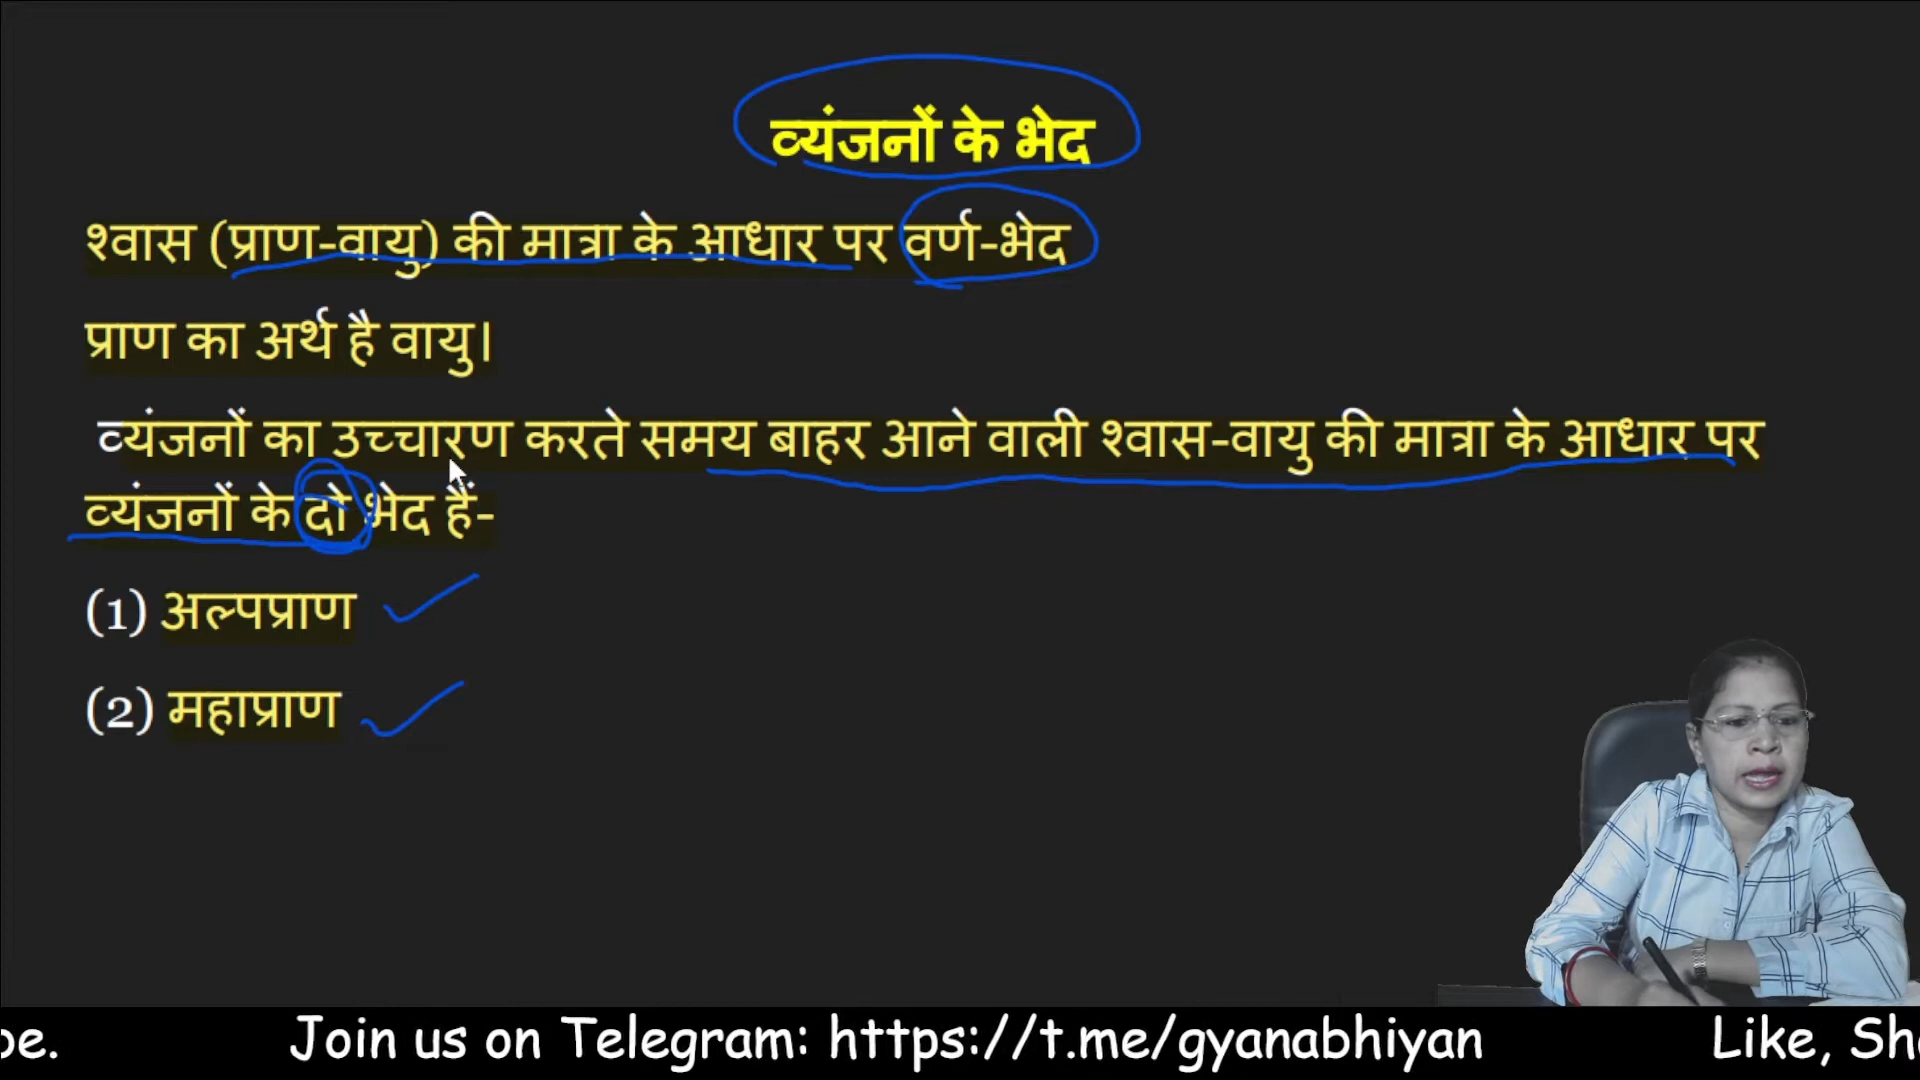 व्यंजनों के भेद
श्वास (प्राण-वायु) की मात्रा के आधार पर वर्ण-भेद
प्राण का अर्थ है वायु।
व्यंजनों का उच्चारण करते समय बाहर आने वाली श्वास-वायु की मात्रा के आधार पर
व्यंजनों के दो भेद हैं-
(1) अल्पप्राण
(2) महाप्राण
Join us on Telegram: https://t.me/gyanabhiyan Like,